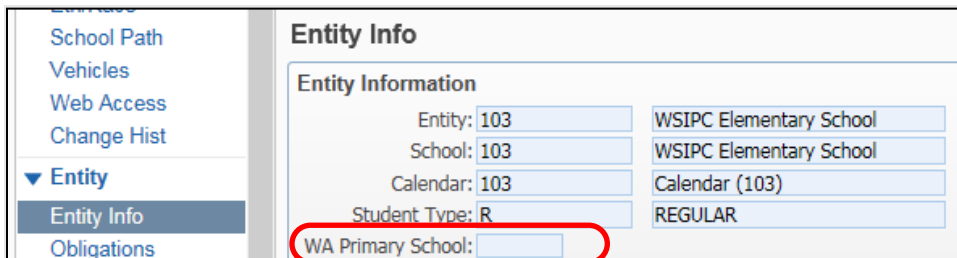 School Path
Vehicles
Web Access
Change Hist
Entity
Entity Info
Obligations
Entity Info
Entity Information
Entity: 103 WSIPC Elementary School
School: 103 WSIPC Elementary School
Calendar: 103 Calendar (103)
Student Type: R REGULAR
WA Primary School: